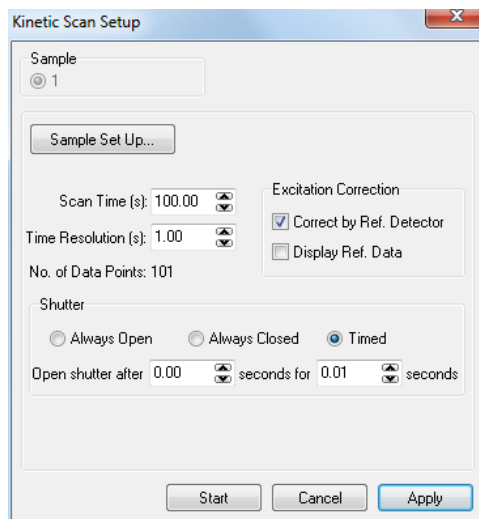 Kinetic Scan Setup
Sample
1
Sample Set Up...
Scan Time (s): 100.00
Time Resolution (s): 1.00
No. of Data Points: 101
Excitation Correction
Correct by Ref. Detector
Display Ref. Data
Shutter
Always Open Always Closed Timed
Open shutter after 0.00 seconds for 0.01 seconds
Start Cancel Apply